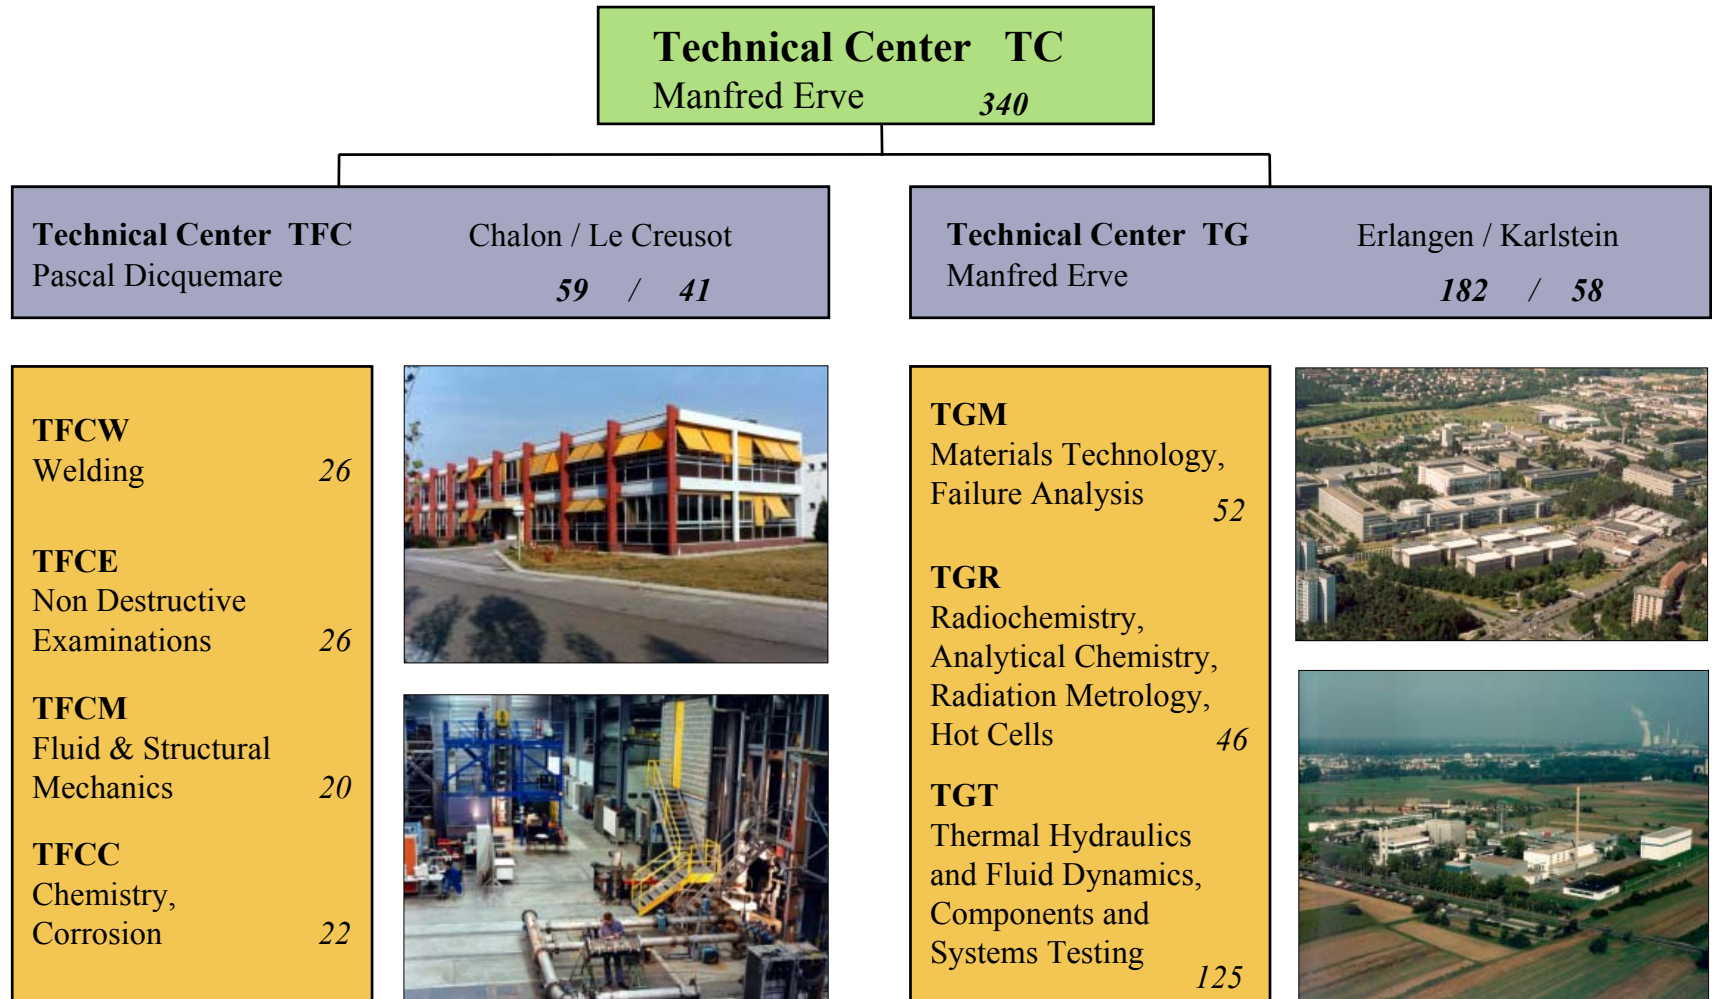 Technical Center TC
Manfred Erve 340
Technical Center TFC Chalon / Le Creusot
Pascal Dicquemare
59 / 41
Technical Center TG Erlangen / Karlstein
Manfred Erve
182 / 58
TFCW
Welding 26
TFCE
Non Destructive
Examinations 26
TFCM
Fluid & Structural
Mechanics 20
TFCC
Chemistry,
Corrosion 22
TGM
Materials Technology,
Failure Analysis 52
TGR
Radiochemistry,
Analytical Chemistry,
Radiation Metrology,
Hot Cells 46
TGT
Thermal Hydraulics
and Fluid Dynamics,
Components and
Systems Testing
125